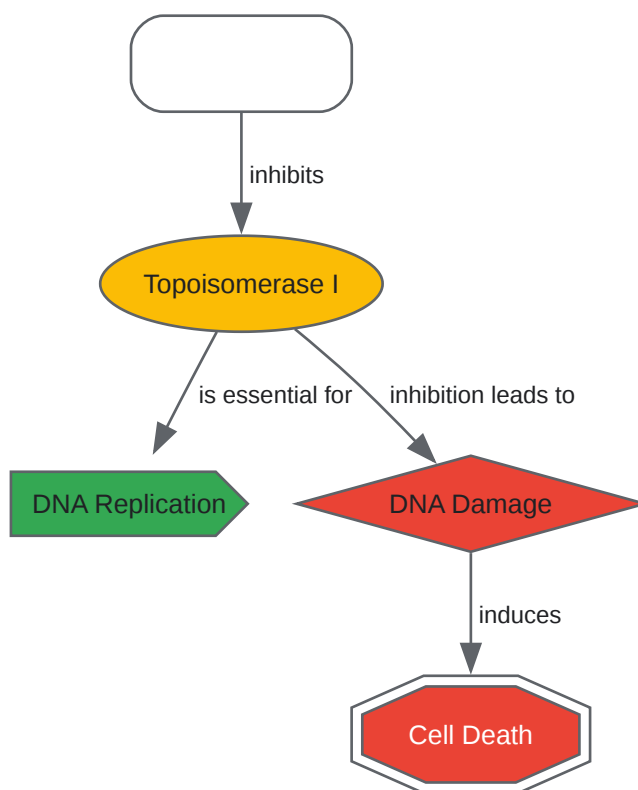 inhibits
Topoisomerase I
is essential for
inhibition leads to
DNA Replication
DNA Damage
induces
Cell Death